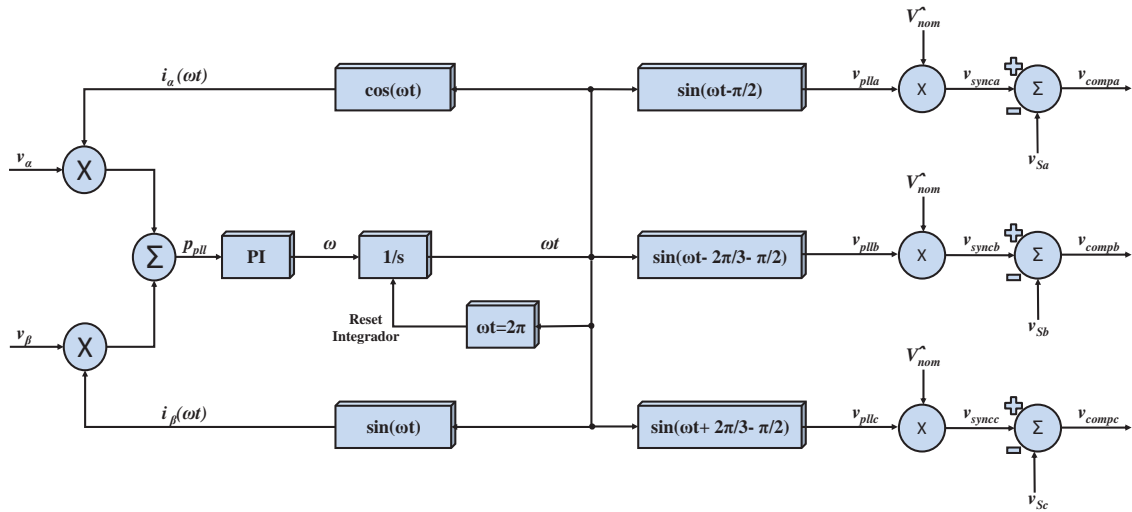 V̂nom
V̂nom
V̂nom
iα(ωt)
cos(ωt)
sin(ωt-π/2)
vplla
X
vsynca
Σ
vcompa
vα
X
vSa
ppll
ω
ωt
Σ
PI
1/s
sin(ωt- 2π/3- π/2)
vpllb
X
vsyncb
Σ
vcompb
Reset
Integrador
ωt=2π
vβ
X
vSb
iβ(ωt)
sin(ωt)
sin(ωt+ 2π/3- π/2)
vpllc
X
vsyncc
Σ
vcompc
vSc